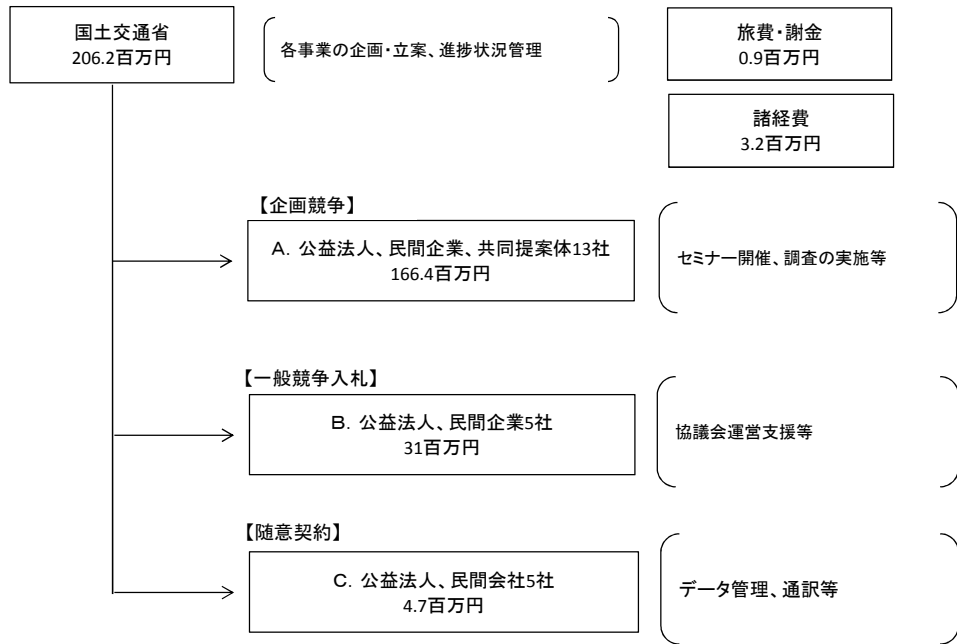 国土交通省
206.2百万円
各事業の企画・立案、進捗状況管理
旅費・謝金
0.9百万円
諸経費
3.2百万円
【企画競争】
A．公益法人、民間企業、共同提案体13社
166.4百万円
セミナー開催、調査の実施等
【一般競争入札】
B．公益法人、民間企業5社
31百万円
協議会運営支援等
【随意契約】
C．公益法人、民間会社5社
4.7百万円
データ管理、通訳等